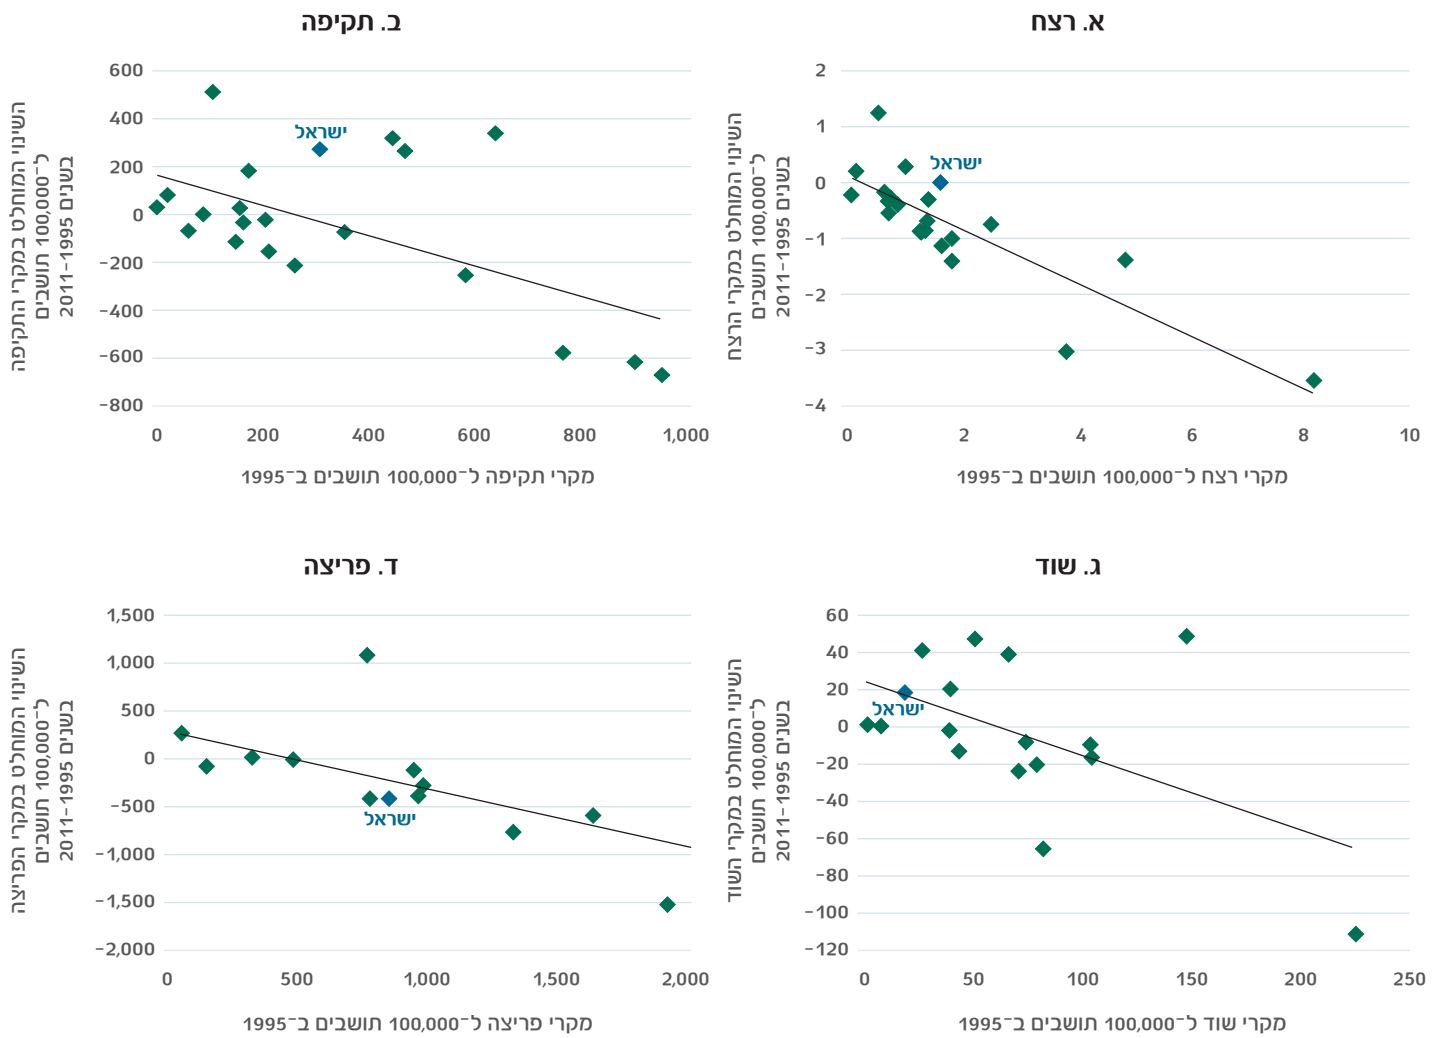 א. רצח
השינוי המוחלט במקרי הרצח
ל־100,000 תושבים
בשנים 2011-1995
2
1
0
-1
-2
-3
-4
ישראל
0 2 4 6 8 10
מקרי רצח ל־100,000 תושבים ב־1995
ב. תקיפה
השינוי המוחלט במקרי התקיפה
ל־100,000 תושבים
בשנים 2011-1995
600
400
200
0
-200
-400
-600
-800
ישראל
0 200 400 600 800 1,000
מקרי תקיפה ל־100,000 תושבים ב־1995
ג. שוד
השינוי המוחלט במקרי השוד
ל־100,000 תושבים
בשנים 2011-1995
60
40
20
0
-20
-40
-60
-80
-100
-120
ישראל
0 50 100 150 200 250
מקרי שוד ל־100,000 תושבים ב־1995
ד. פריצה
השינוי המוחלט במקרי הפריצה
ל־100,000 תושבים
בשנים 2011-1995
1,500
1,000
500
0
-500
-1,000
-1,500
-2,000
ישראל
0 500 1,000 1,500 2,000
מקרי פריצה ל־100,000 תושבים ב־1995